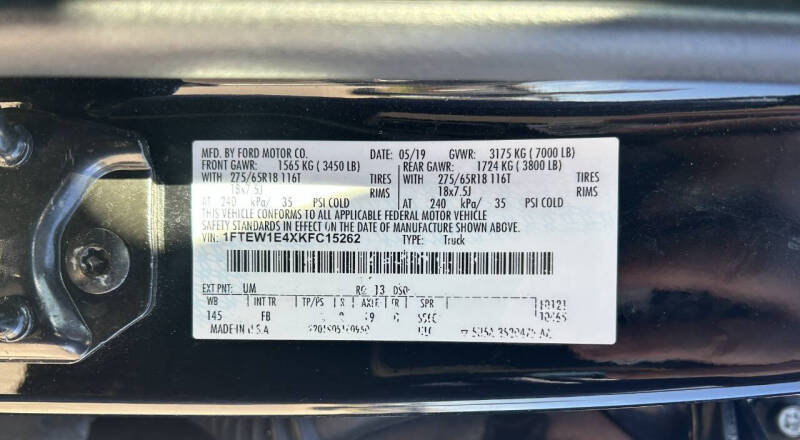 MFD. BY FORD MOTOR CO. DATE: 05/19 GVWR: 3175 KG ( 7000 LB)
FRONT GAWR: 1565 KG ( 3450 LB) REAR GAWR: 1724 KG ( 3800 LB)
WITH 275/65R18 116T TIRES WITH 275/65R18 116T TIRES
18x7.5J RIMS 18x7.5J RIMS
AT 240 kPa/ 35 PSI COLD AT 240 kPa/ 35 PSI COLD
THIS VEHICLE CONFORMS TO ALL APPLICABLE FEDERAL MOTOR VEHICLE
SAFETY STANDARDS IN EFFECT ON THE DATE OF MANUFACTURE SHOWN ABOVE.
VIN: 1FTEW1E4XKFC15262 TYPE: Truck
EXT PNT: UM 13 DSO
WB INT TR TP/PS R AXLE SPR
145 FB
MADE IN U.S.A.